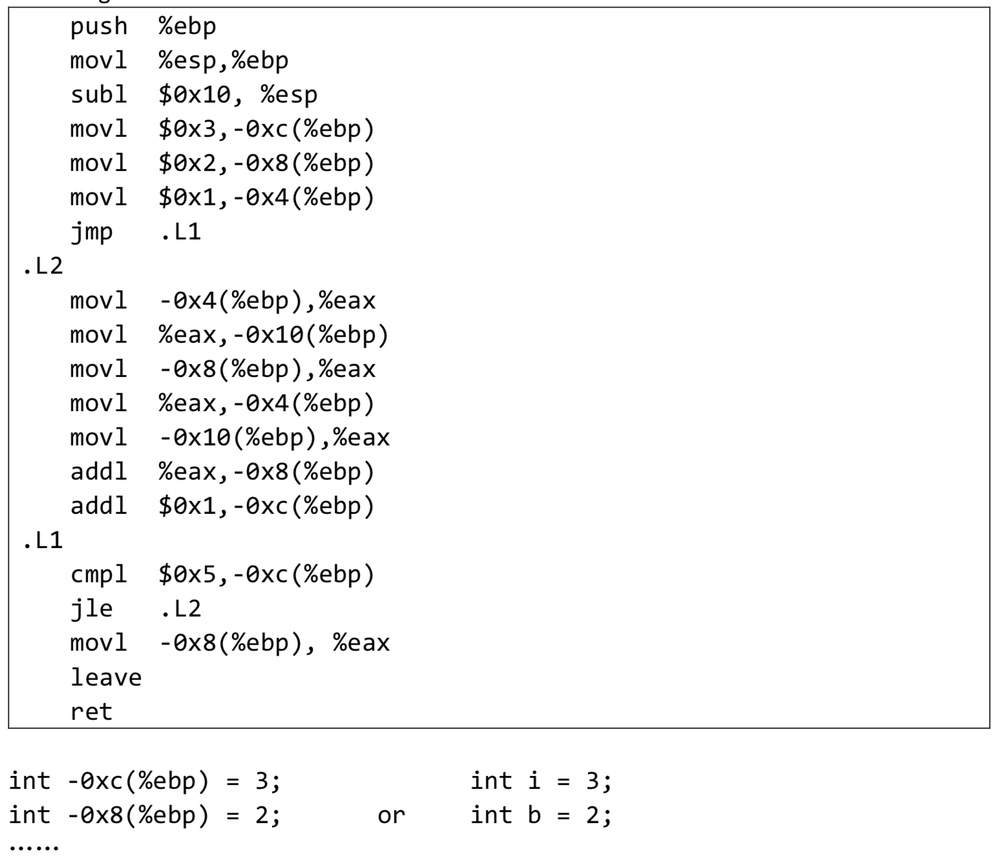 push %ebp
movl %esp,%ebp
subl $0x10, %esp
movl $0x3,-0xc(%ebp)
movl $0x2,-0x8(%ebp)
movl $0x1,-0x4(%ebp)
jmp .L1
.L2
movl -0x4(%ebp),%eax
movl %eax,-0x10(%ebp)
movl -0x8(%ebp),%eax
movl %eax,-0x4(%ebp)
movl -0x10(%ebp),%eax
addl %eax,-0x8(%ebp)
addl $0x1,-0xc(%ebp)
.L1
cmpl $0x5,-0xc(%ebp)
jle .L2
movl -0x8(%ebp), %eax
leave
ret
int -0xc(%ebp) = 3; int i = 3;
int -0x8(%ebp) = 2; or int b = 2;
……